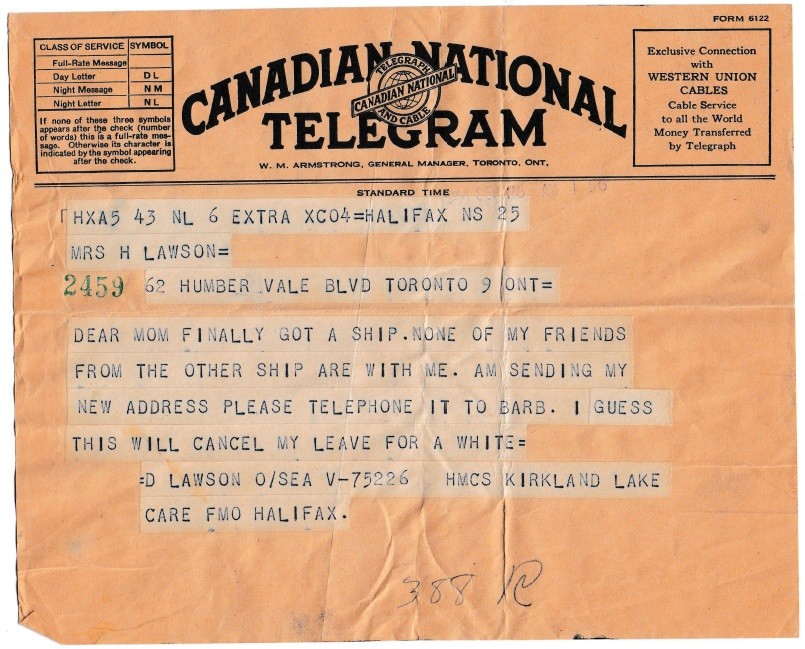 FORM 6122
CLASS OF SERVICE SYMBOL
Full-Rate Message
Day Letter D L
Night Message N M
Night Letter N L
If none of these three symbols
appears after the check (number
of words) this is a full-rate mes-
sage. Otherwise its character is
indicated by the symbol appearing
after the check.
CANADIAN NATIONAL
TELEGRAM
TELEGRAPH
CANADIAN NATIONAL
AND CABLE
W. M. ARMSTRONG, GENERAL MANAGER, TORONTO, ONT.
Exclusive Connection
with
WESTERN UNION
CABLES
Cable Service
to all the World
Money Transferred
by Telegraph
STANDARD TIME
HXA5 43 NL 6 EXTRA XC04=HALIFAX NS 25
MRS H LAWSON=
2459 62 HUMBER VALE BLVD TORONTO 9 ONT=
DEAR MOM FINALLY GOT A SHIP.NONE OF MY FRIENDS
FROM THE OTHER SHIP ARE WITH ME. AM SENDING MY
NEW ADDRESS PLEASE TELEPHONE IT TO BARB. I GUESS
THIS WILL CANCEL MY LEAVE FOR A WHITE=
=D LAWSON O/SEA V-75226 HMCS KIRKLAND LAKE
CARE FMO HALIFAX.
388